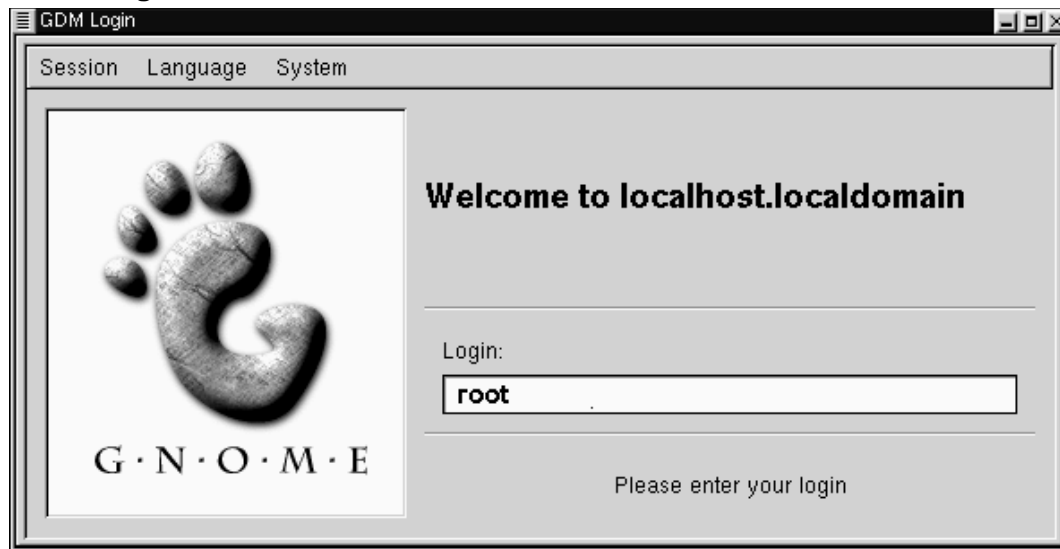 GDM Login
Session Language System
Welcome to localhost.localdomain
Login:
root
G·N·O·M·E
Please enter your login